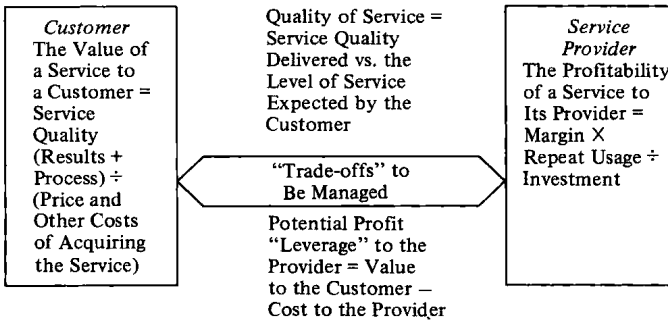 Customer
The Value of
a Service to
a Customer =
Service
Quality
(Results +
Process) ÷
(Price and
Other Costs
of Acquiring
the Service)
Quality of Service =
Service Quality
Delivered vs. the
Level of Service
Expected by the
Customer
"Trade-offs" to
Be Managed
Potential Profit
"Leverage" to the
Provider = Value
to the Customer –
Cost to the Provider
Service
Provider
The Profitability
of a Service to
Its Provider =
Margin X
Repeat Usage ÷
Investment